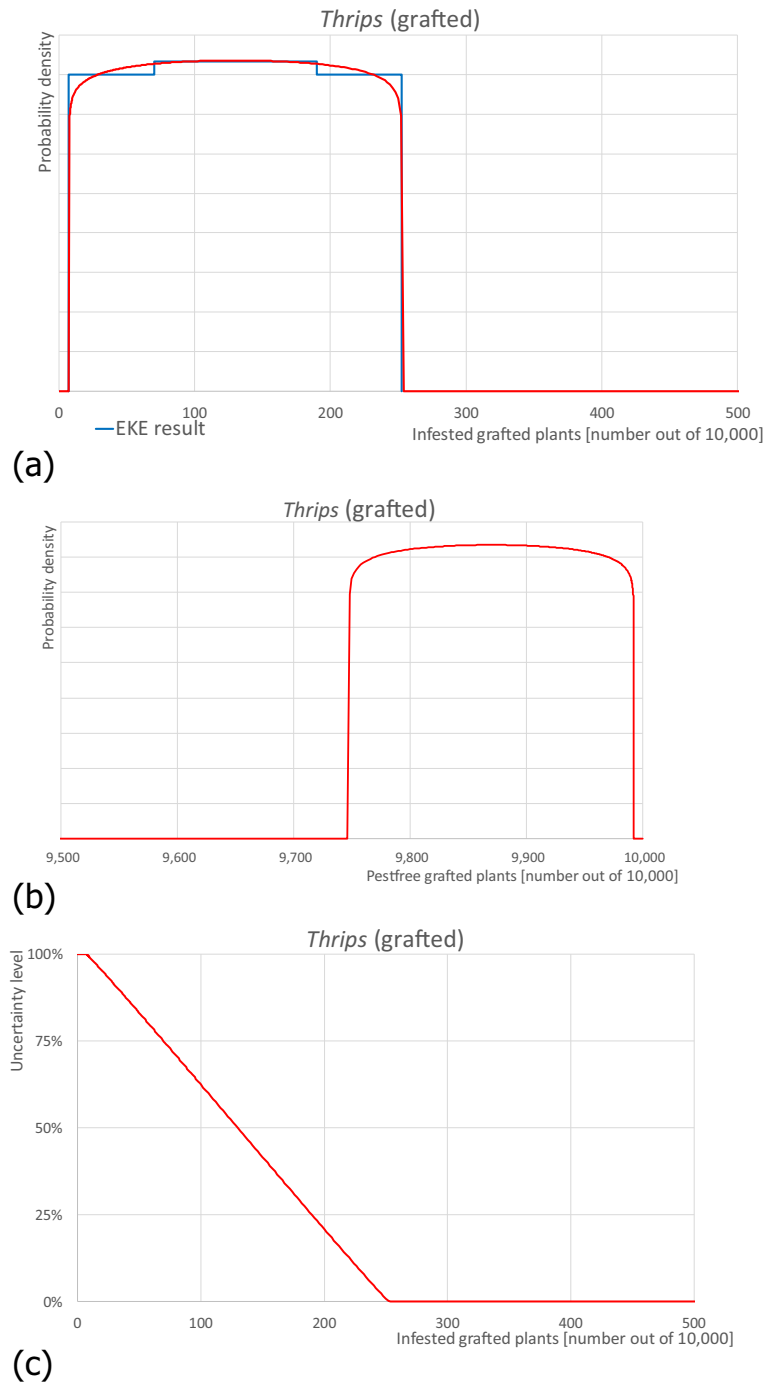 Thrips (grafted)
Probability density
0 100 200 300 400 500
EKE result
Infested grafted plants [number out of 10,000]
(a)
Thrips (grafted)
Probability density
9,500 9,600 9,700 9,800 9,900 10,000
Pestfree grafted plants [number out of 10,000]
(b)
Thrips (grafted)
Uncertainty level
100%
75%
50%
25%
0%
0 100 200 300 400 500
Infested grafted plants [number out of 10,000]
(c)